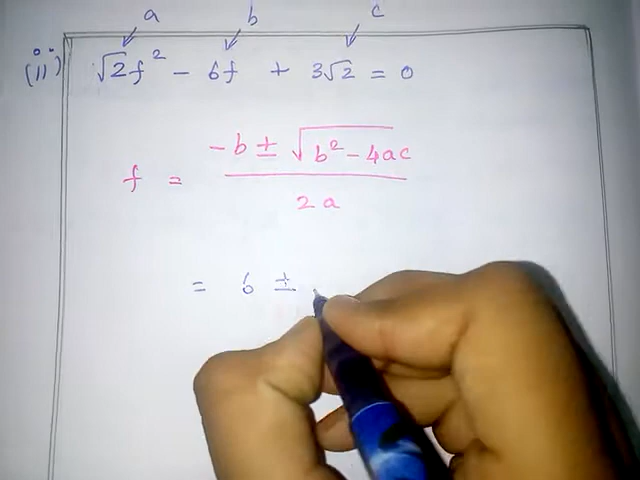 a b c
(ii) √2f² - 6f + 3√2 = 0
f = (-b ± √(b² - 4ac)) / 2a
= 6 ±